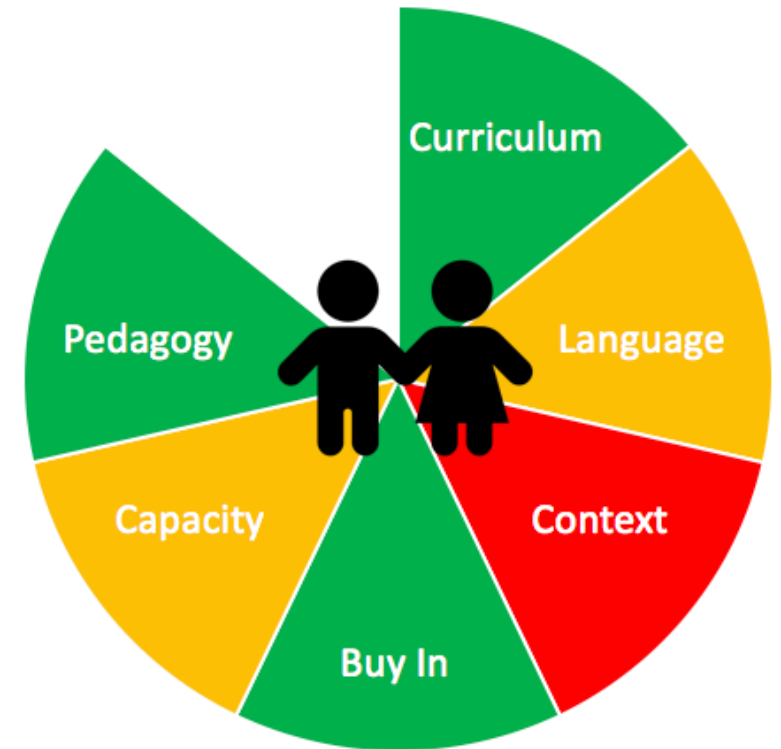 Curriculum
Language
Context
Buy In
Capacity
Pedagogy